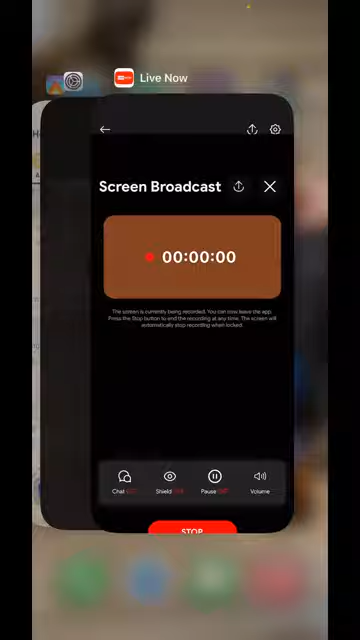 Live Now
Screen Broadcast
00:00:00
The screen is currently being recorded. You can now leave the app.
Press the Stop button to end the recording at any time. The screen will
automatically stop recording when locked.
Chat
Shield
Pause
Volume
STOP